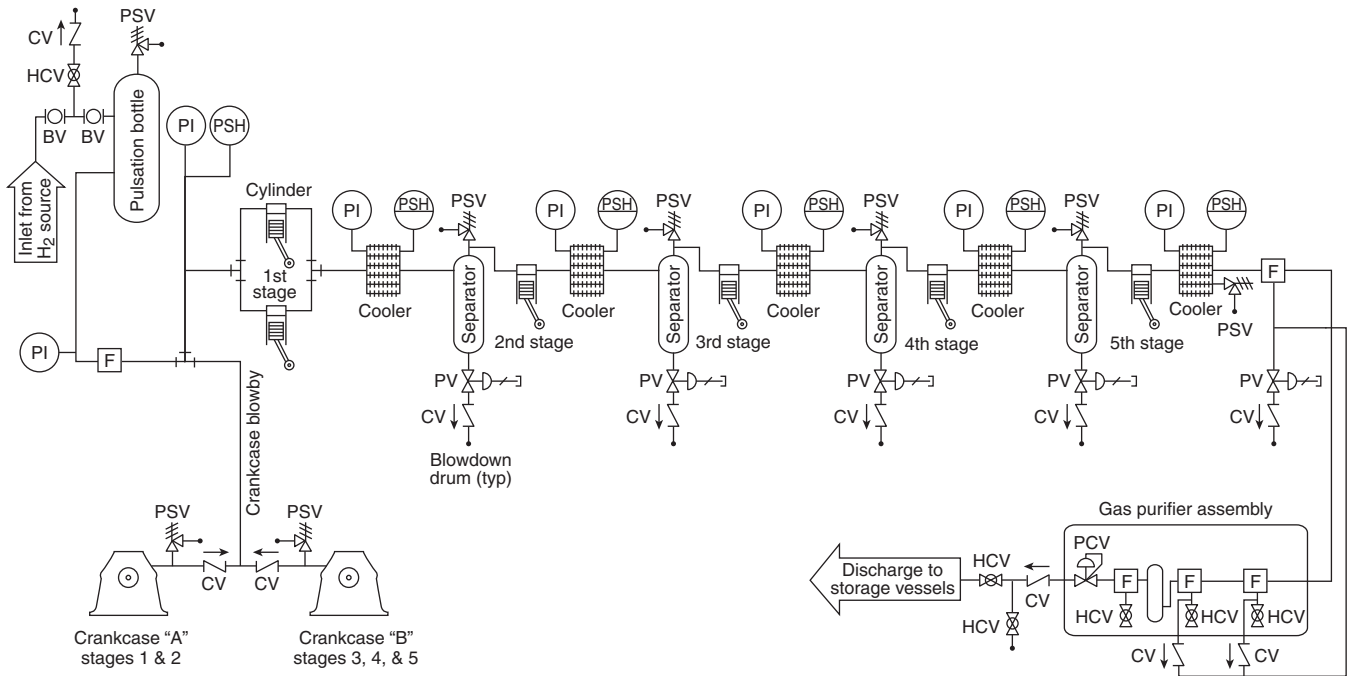 PSV
CV
HCV
BV
BV
Pulsation bottle
PI
PSH
Inlet from
H2 source
Cylinder
1st
stage
PI
PSH
PSV
PI
PSH
PSV
PI
PSH
PSV
PI
PSH
PSV
PI
PSH
F
Cooler
Separator
Cooler
Separator
Cooler
Separator
Cooler
Separator
Cooler
PSV
2nd stage
3rd stage
4th stage
5th stage
PI
F
PV
PV
PV
PV
PV
CV
CV
CV
CV
CV
Blowdown
drum (typ)
Crankcase blowby
PSV
PSV
CV
CV
Crankcase "A"
stages 1 & 2
Crankcase "B"
stages 3, 4, & 5
Gas purifier assembly
Discharge to
storage vessels
HCV
CV
PCV
F
F
F
HCV
HCV
HCV
HCV
CV
CV